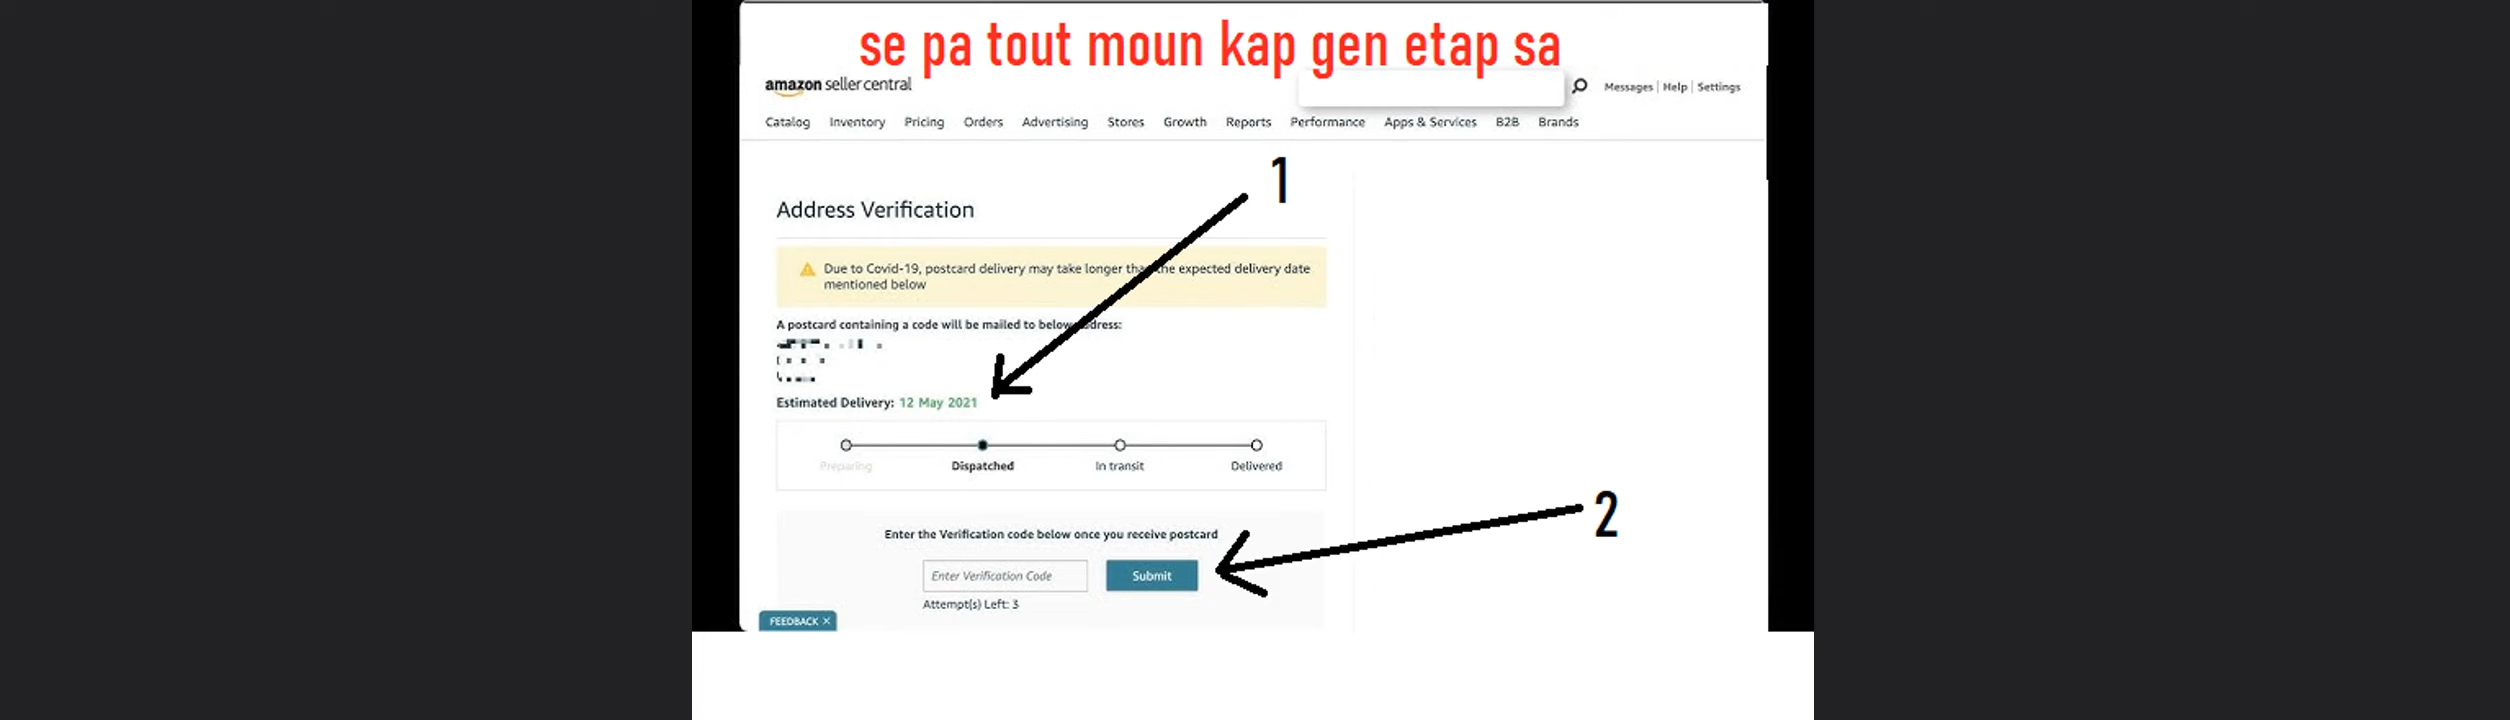 se pa tout moun kap gen etap sa
amazon seller central
Messages | Help | Settings
Catalog Inventory Pricing Orders Advertising Stores Growth Reports Performance Apps & Services B2B Brands
1
Address Verification
Due to Covid-19, postcard delivery may take longer than the expected delivery date
mentioned below
A postcard containing a code will be mailed to below address:
Estimated Delivery: 12 May 2021
Preparing Dispatched In transit Delivered
2
Enter the Verification code below once you receive postcard
Enter Verification Code Submit
Attempt(s) Left: 3
FEEDBACK ×